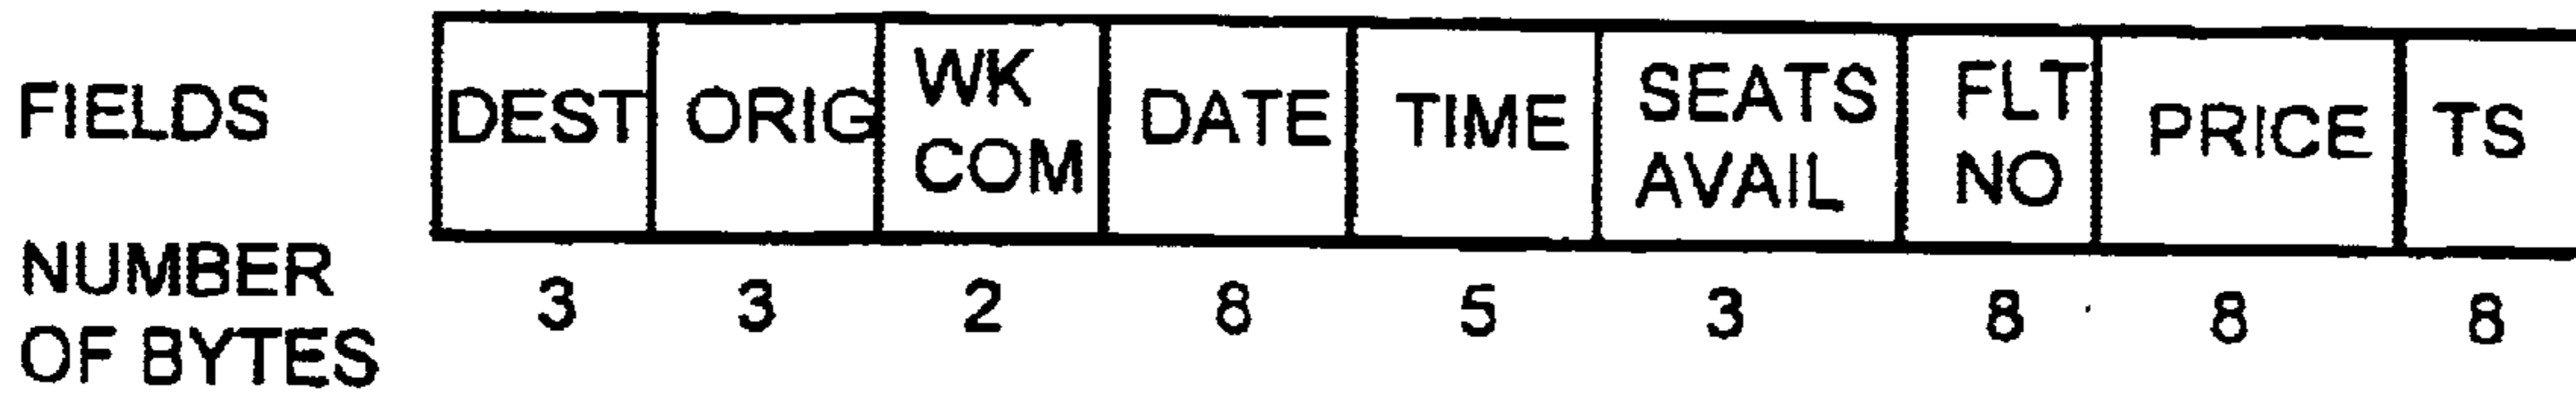 FIELDS DEST ORIG WK COM DATE TIME SEATS AVAIL FLT NO PRICE TS
NUMBER OF BYTES 3 3 2 8 5 3 8 8 8